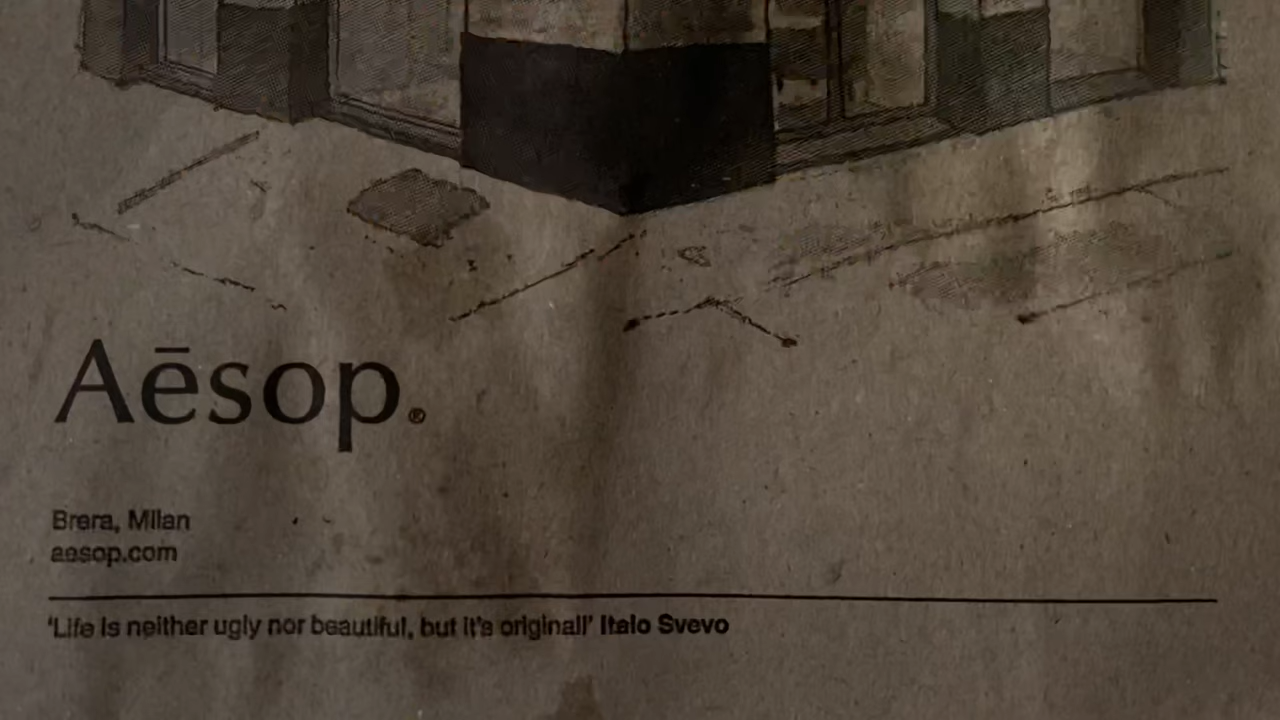 Aēsop.®
Brera, Milan
aesop.com
‘Life is neither ugly nor beautiful, but it’s original!’ Italo Svevo